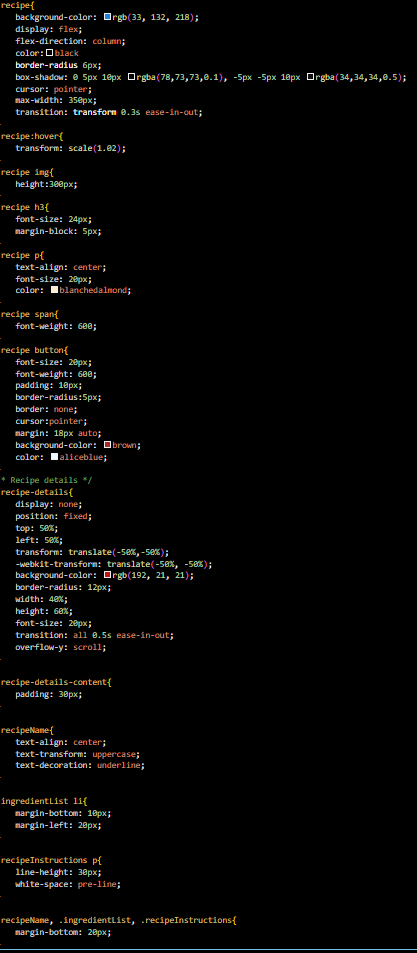 recipe{
background-color: rgb(33, 132, 218);
display: flex;
flex-direction: column;
color: black
border-radius 6px;
box-shadow: 0 5px 10px rgba(78,73,73,0.1), -5px -5px 10px rgba(34,34,34,0.5);
cursor: pointer;
max-width: 350px;
transition: transform 0.3s ease-in-out;
recipe:hover{
transform: scale(1.02);
recipe img{
height:300px;
recipe h3{
font-size: 24px;
margin-block: 5px;
recipe p{
text-align: center;
font-size: 20px;
color: blanchedalmond;
recipe span{
font-weight: 600;
recipe button{
font-size: 20px;
font-weight: 600;
padding: 10px;
border-radius:5px;
border: none;
cursor:pointer;
margin: 18px auto;
background-color: brown;
color: aliceblue;
* Recipe details */
recipe-details{
display: none;
position: fixed;
top: 50%;
left: 50%;
transform: translate(-50%,-50%);
-webkit-transform: translate(-50%, -50%);
background-color: rgb(192, 21, 21);
border-radius: 12px;
width: 40%;
height: 60%;
font-size: 20px;
transition: all 0.5s ease-in-out;
overflow-y: scroll;
recipe-details-content{
padding: 30px;
recipeName{
text-align: center;
text-transform: uppercase;
text-decoration: underline;
ingredientList li{
margin-bottom: 10px;
margin-left: 20px;
recipeInstructions p{
line-height: 30px;
white-space: pre-line;
recipeName, .ingredientList, .recipeInstructions{
margin-bottom: 20px;